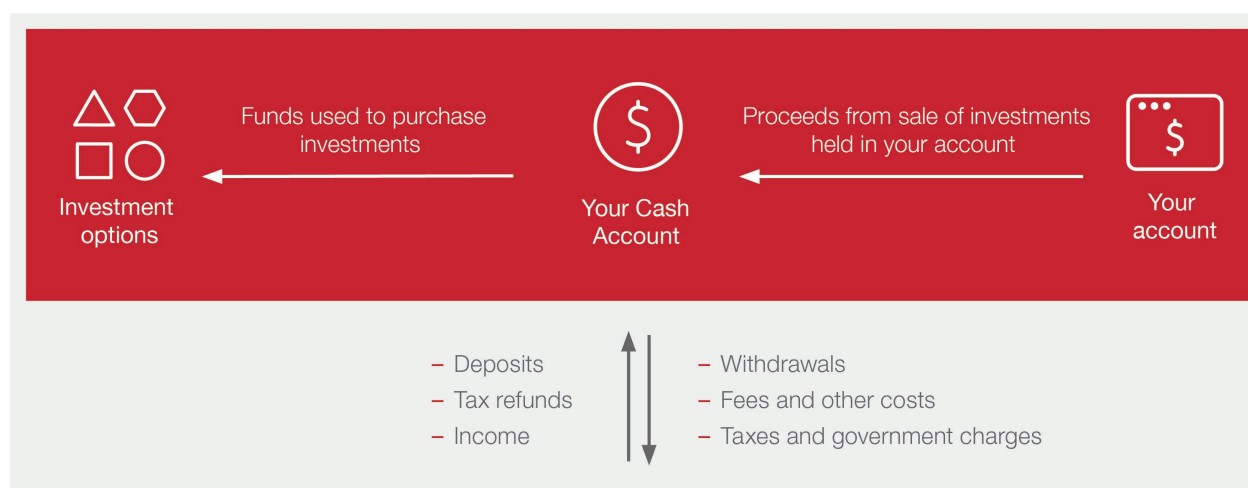 Funds used to purchase
investments
Proceeds from sale of investments
held in your account
$
$
Investment
options
Your Cash
Account
Your
account
– Deposits
– Tax refunds
– Income
– Withdrawals
– Fees and other costs
– Taxes and government charges